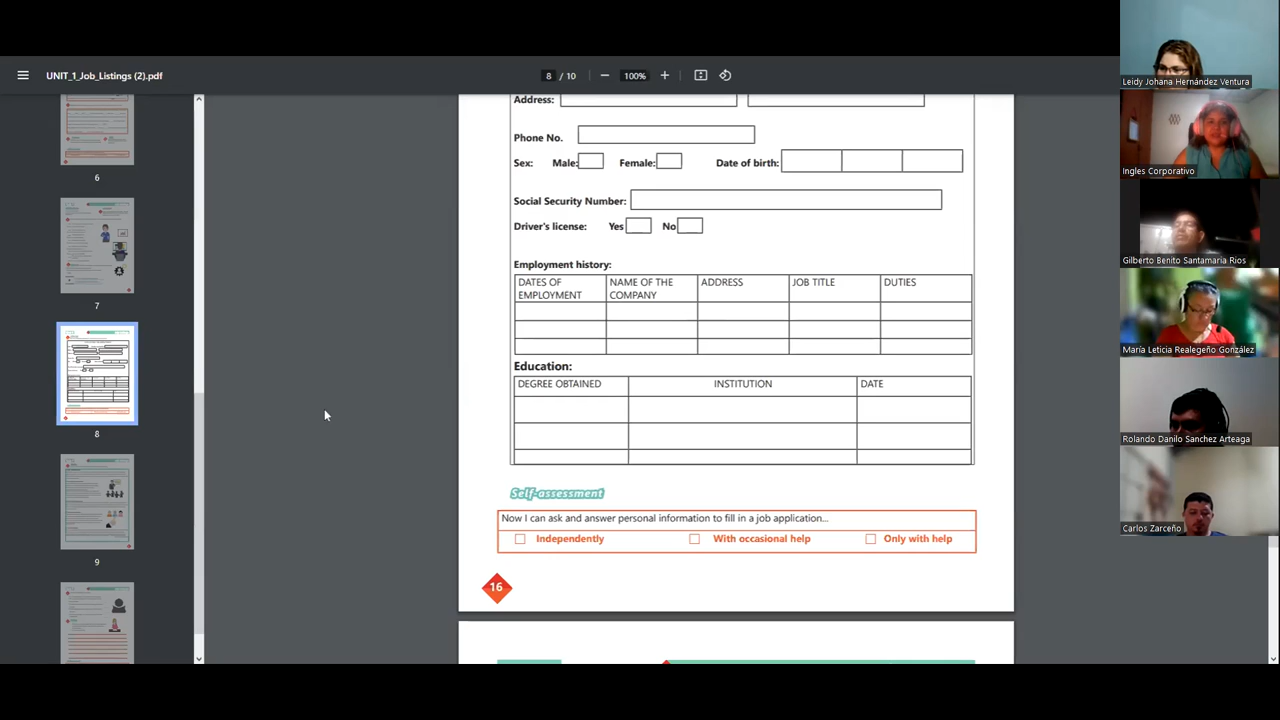 UNIT_1_Job_Listings (2).pdf
8 / 10
100%
6
7
8
9
Address:
Phone No.
Sex: Male: Female: Date of birth:
Social Security Number:
Driver's license: Yes No
Employment history:
DATES OF EMPLOYMENT NAME OF THE COMPANY ADDRESS JOB TITLE DUTIES
Education:
DEGREE OBTAINED INSTITUTION DATE
Self-assessment
Now I can ask and answer personal information to fill in a job application...
Independently With occasional help Only with help
16
Leidy Johana Hernández Ventura
Ingles Corporativo
Gilberto Benito Santamaria Rios
María Leticia Realegeño González
Rolando Danilo Sanchez Arteaga
Carlos Zarceño